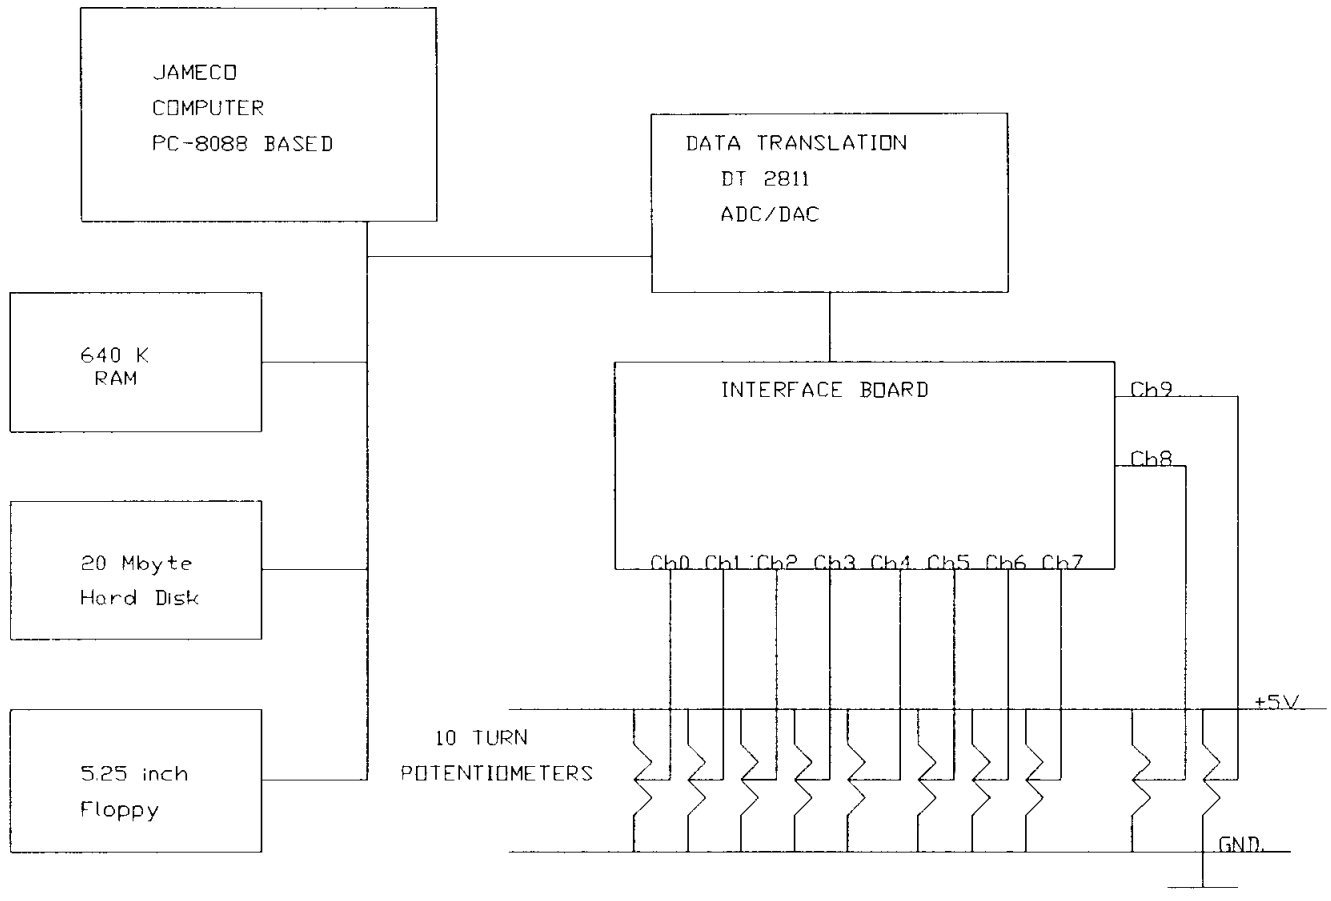 JAMECO
COMPUTER
PC-8088 BASED
DATA TRANSLATION
DT 2811
ADC/DAC
640 K
RAM
INTERFACE BOARD
Ch9
Ch8
20 Mbyte
Hard Disk
Ch0 Ch1 Ch2 Ch3 Ch4 Ch5 Ch6 Ch7
+5V
10 TURN
POTENTIOMETERS
5.25 inch
Floppy
GND.